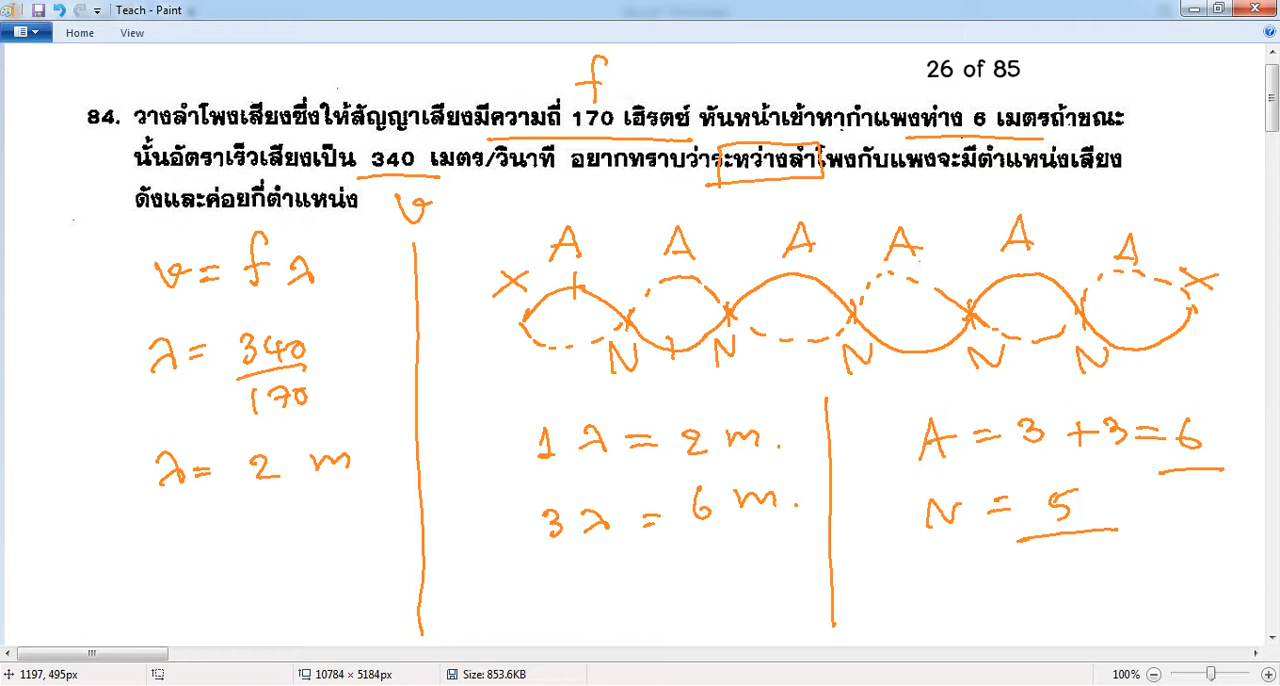 Teach - Paint
Home View
26 of 85
f
84. วางลำโพงเสียงซึ่งให้สัญญาเสียงมีความถี่ 170 เฮิรตซ์ หันหน้าเข้าหากำแพงห่าง 6 เมตรถ้าขณะ
นั้นอัตราเร็วเสียงเป็น 340 เมตร/วินาที อยากทราบว่าระหว่างลำโพงกับแพงจะมีตำแหน่งเสียง
ดังและค่อยกี่ตำแหน่ง
v
v = f λ
λ = 340
170
λ = 2 m
A A A A A A
X X
N N N N N
1 λ = 2 m.
3 λ = 6 m.
A = 3 + 3 = 6
N = 5
1197, 495px
10784 × 5184px
Size: 853.6KB
100%